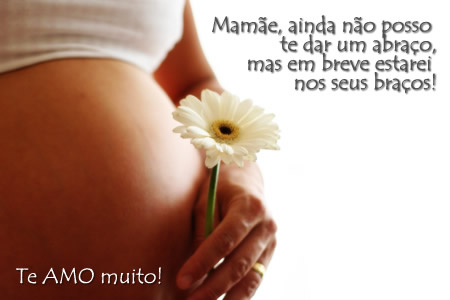 Mamãe, ainda não posso
te dar um abraço,
mas em breve estarei
nos seus braços!
Te AMO muito!